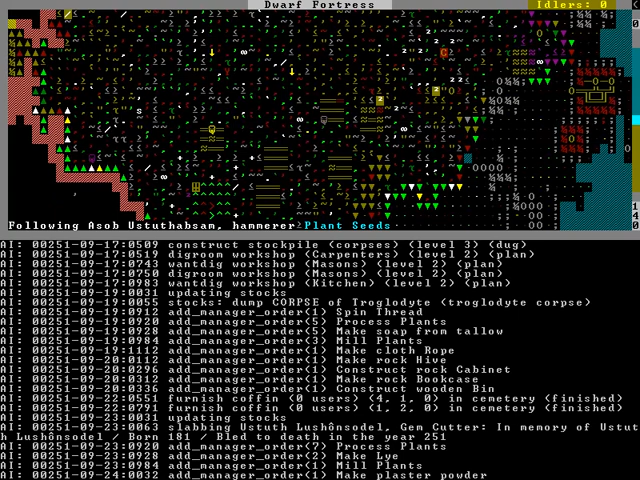 Dwarf Fortress
Idlers: 0
Following Asob Ustuthabsam, hammerer:Plant Seeds
AI: 00251-09-17:0509 construct stockpile (corpses) (level 3) (dug)
AI: 00251-09-17:0519 digroom workshop (Carpenters) (level 2) (plan)
AI: 00251-09-17:0743 wantdig workshop (Masons) (level 2) (plan)
AI: 00251-09-17:0750 digroom workshop (Masons) (level 2) (plan)
AI: 00251-09-17:0983 wantdig workshop (Kitchen) (level 2) (plan)
AI: 00251-09-19:0031 updating stocks
AI: 00251-09-19:0055 stocks: dump CORPSE of Troglodyte (troglodyte corpse)
AI: 00251-09-19:0912 add_manager_order(1) Spin Thread
AI: 00251-09-19:0920 add_manager_order(5) Process Plants
AI: 00251-09-19:0928 add_manager_order(5) Make soap from tallow
AI: 00251-09-19:0984 add_manager_order(3) Mill Plants
AI: 00251-09-19:1112 add_manager_order(1) Make cloth Rope
AI: 00251-09-20:0112 add_manager_order(1) Make rock Hive
AI: 00251-09-20:0296 add_manager_order(1) Construct rock Cabinet
AI: 00251-09-20:0312 add_manager_order(1) Make rock Bookcase
AI: 00251-09-20:0336 add_manager_order(1) Construct wooden Bin
AI: 00251-09-22:0551 furnish coffin (0 users) (4, 1, 0) in cemetery (finished)
AI: 00251-09-22:0791 furnish coffin (0 users) (1, 2, 0) in cemetery (finished)
AI: 00251-09-23:0031 updating stocks
AI: 00251-09-23:0063 slabbing Ustuth Lushônsodel, Gem Cutter: In memory of Ustut
h Lushônsodel / Born 181 / Bled to death in the year 251
AI: 00251-09-23:0920 add_manager_order(7) Process Plants
AI: 00251-09-23:0928 add_manager_order(2) Make Lye
AI: 00251-09-23:0984 add_manager_order(1) Mill Plants
AI: 00251-09-24:0032 add_manager_order(1) Make plaster powder